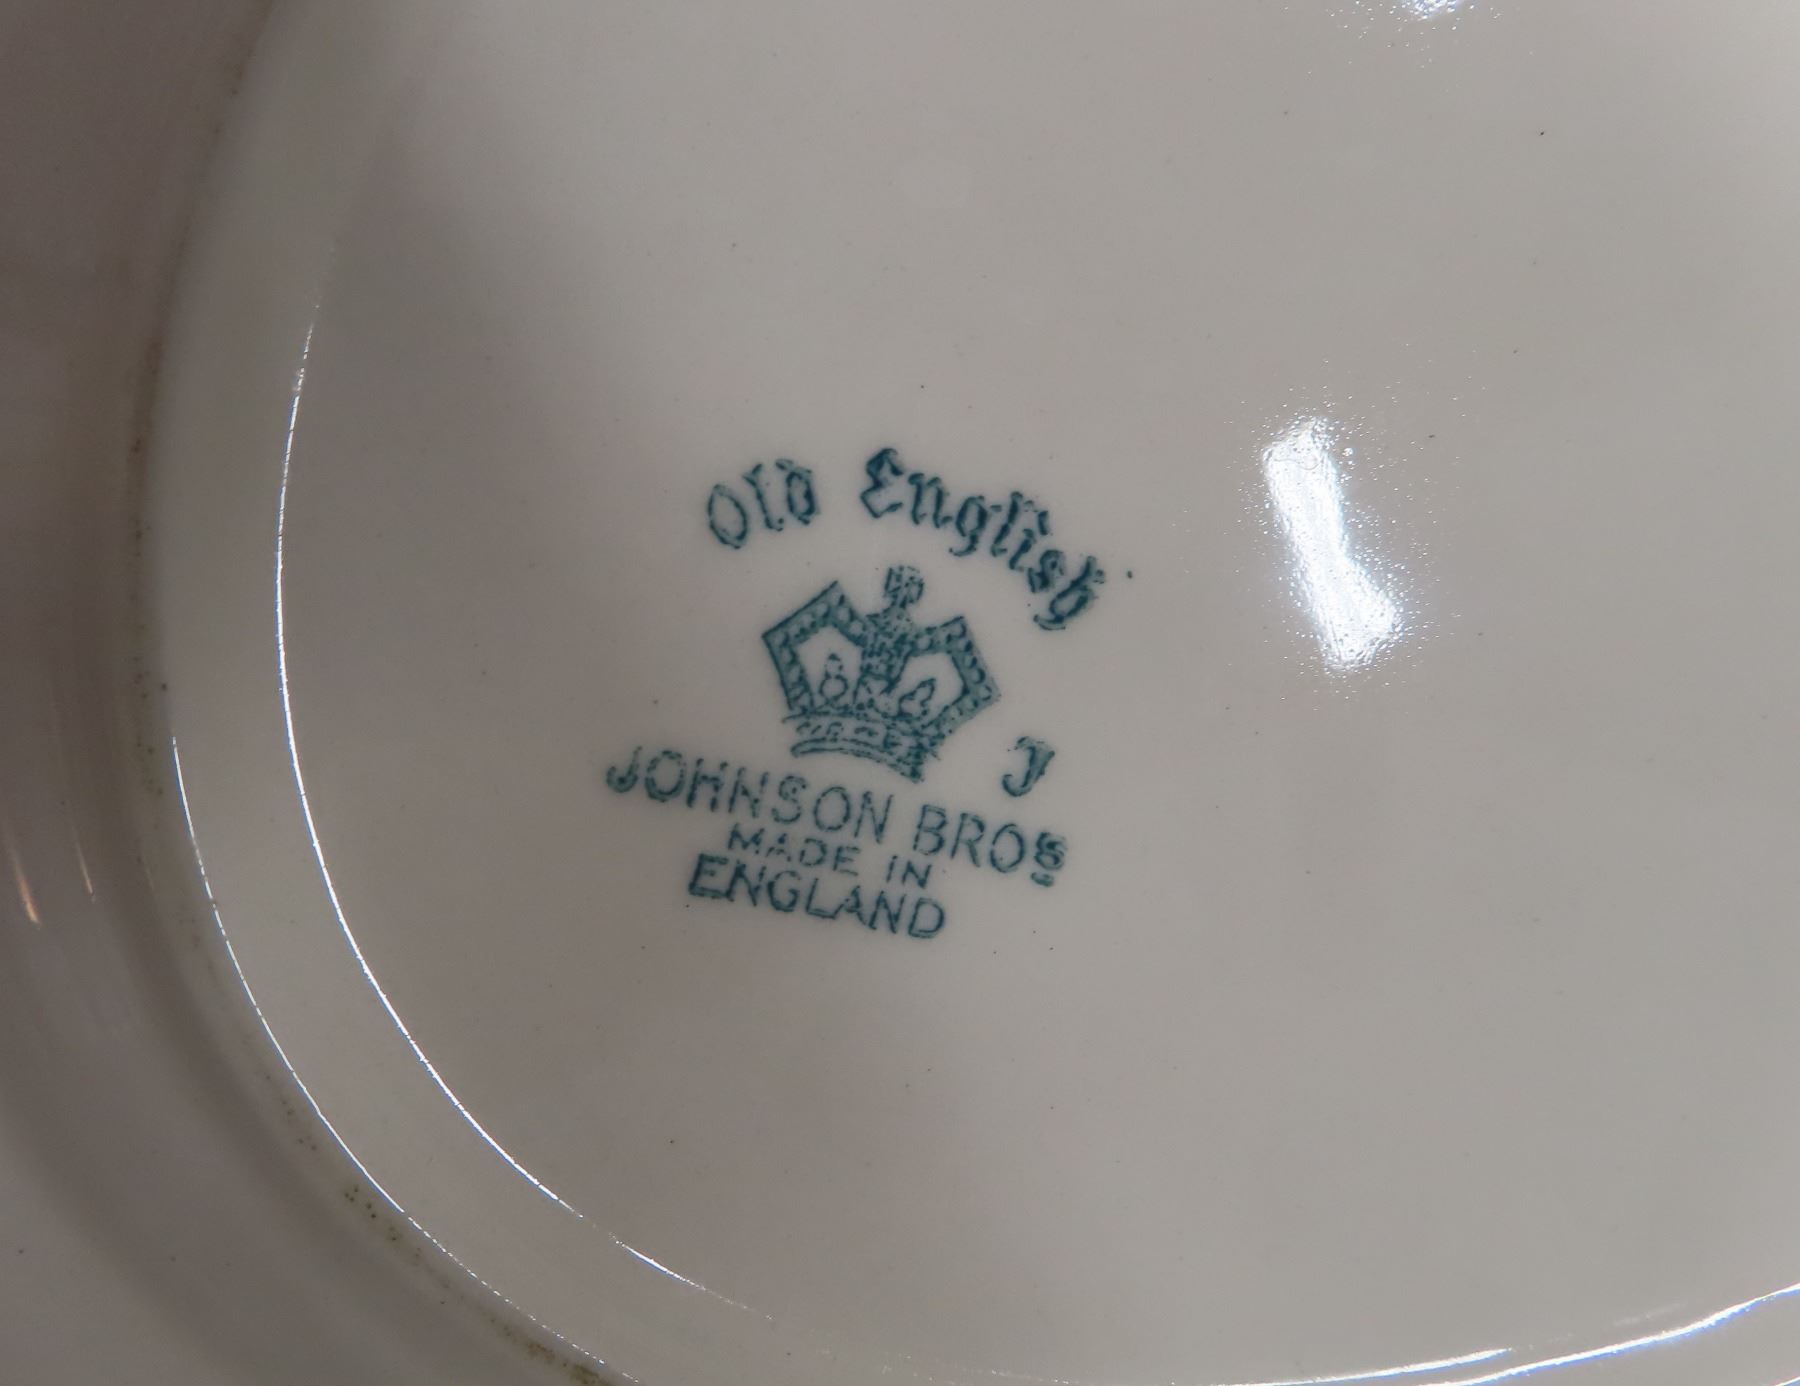 Old English
J
JOHNSON BROS
MADE IN
ENGLAND